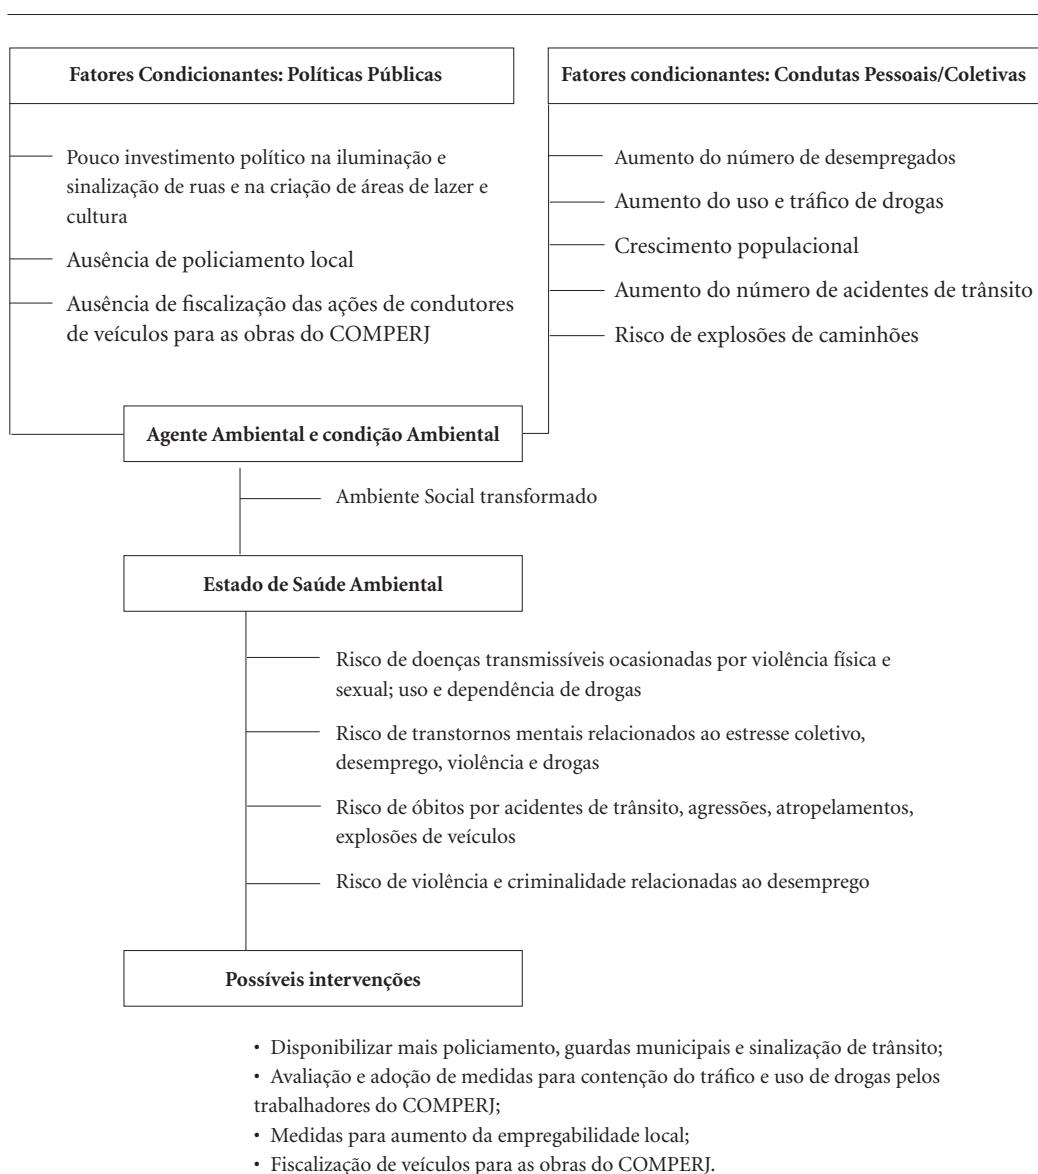 Fatores Condicionantes: Políticas Públicas
Pouco investimento político na iluminação e
sinalização de ruas e na criação de áreas de lazer e
cultura
Ausência de policiamento local
Ausência de fiscalização das ações de condutores
de veículos para as obras do COMPERJ
Fatores condicionantes: Condutas Pessoais/Coletivas
Aumento do número de desempregados
Aumento do uso e tráfico de drogas
Crescimento populacional
Aumento do número de acidentes de trânsito
Risco de explosões de caminhões
Agente Ambiental e condição Ambiental
Ambiente Social transformado
Estado de Saúde Ambiental
Risco de doenças transmissíveis ocasionadas por violência física e
sexual; uso e dependência de drogas
Risco de transtornos mentais relacionados ao estresse coletivo,
desemprego, violência e drogas
Risco de óbitos por acidentes de trânsito, agressões, atropelamentos,
explosões de veículos
Risco de violência e criminalidade relacionadas ao desemprego
Possíveis intervenções
• Disponibilizar mais policiamento, guardas municipais e sinalização de trânsito;
• Avaliação e adoção de medidas para contenção do tráfico e uso de drogas pelos
trabalhadores do COMPERJ;
• Medidas para aumento da empregabilidade local;
• Fiscalização de veículos para as obras do COMPERJ.